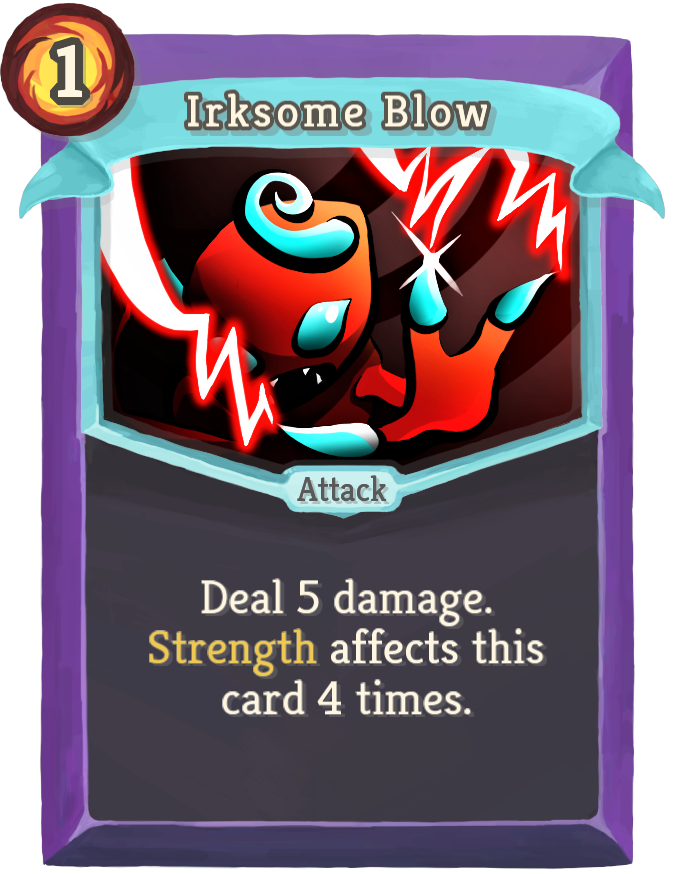 1
Irksome Blow
Attack
Deal 5 damage.
Strength affects this
card 4 times.